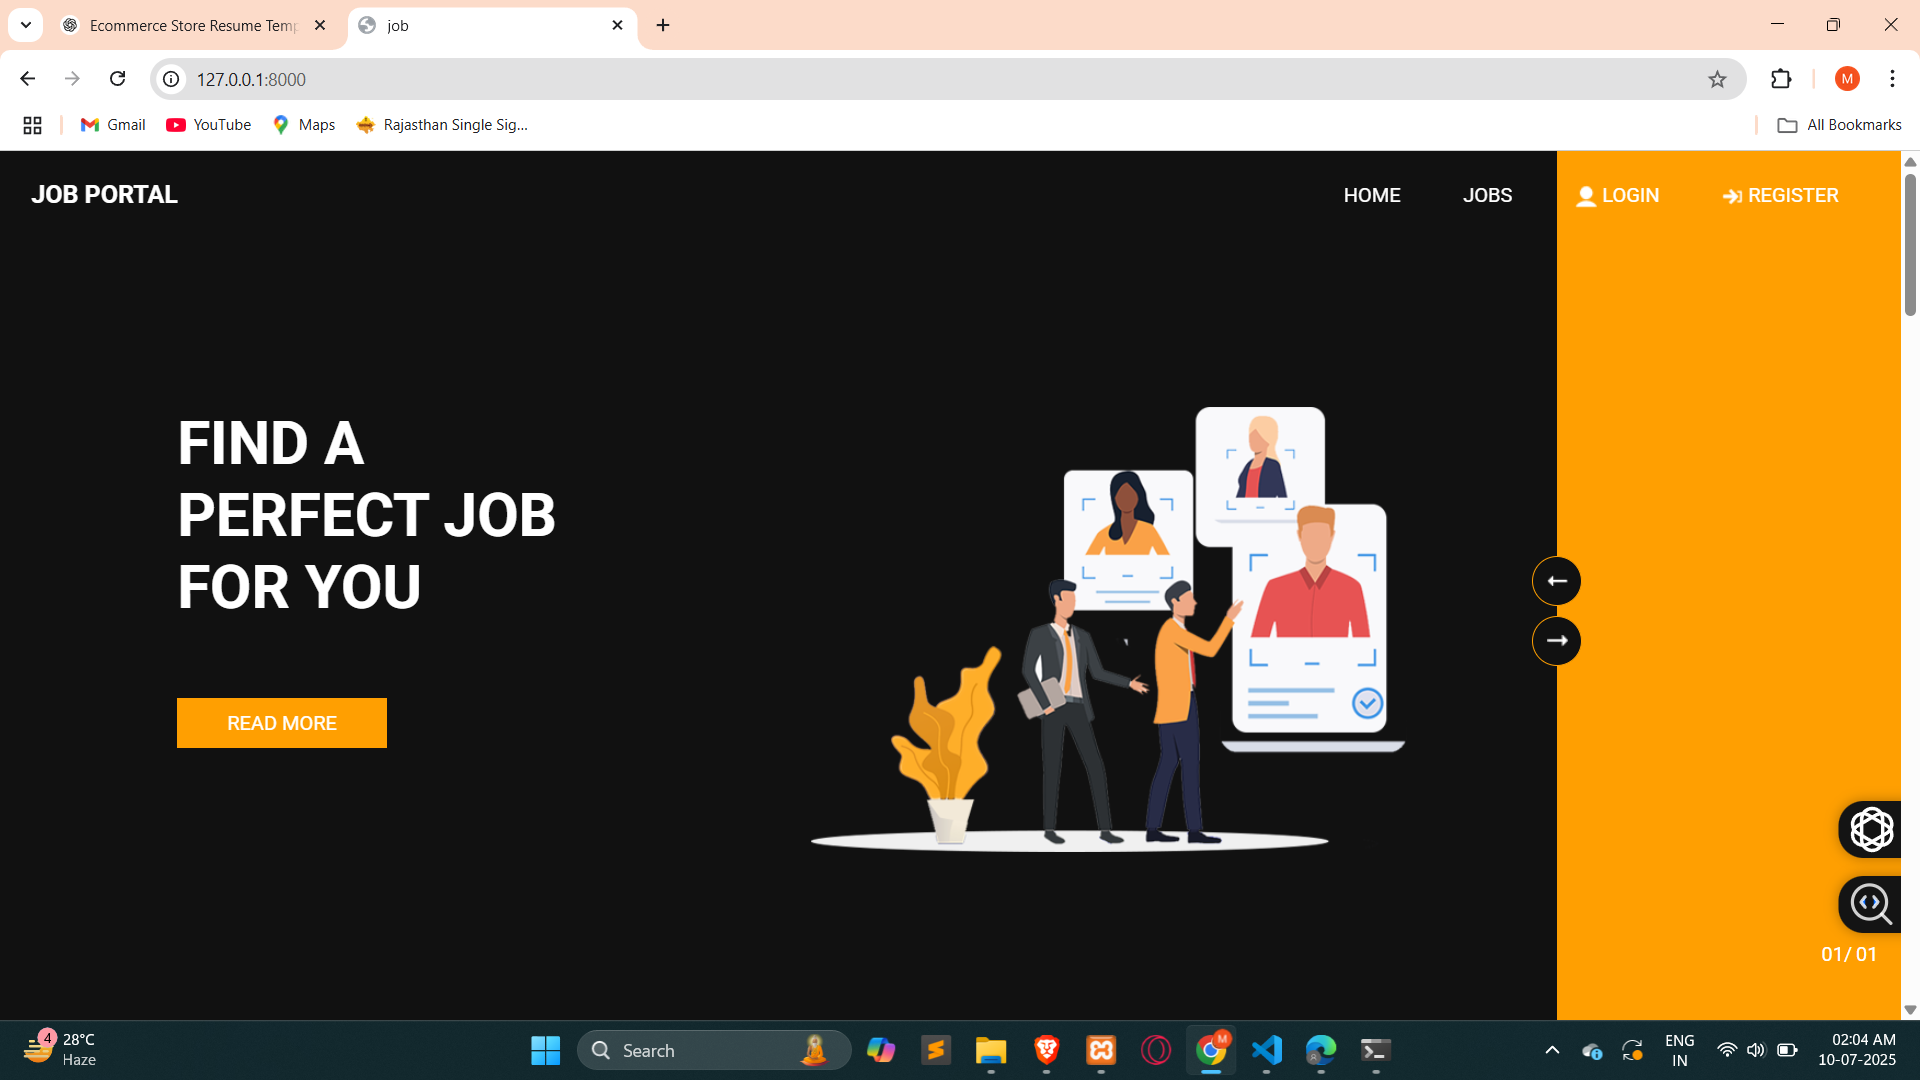 Ecommerce Store Resume Temp
job
127.0.0.1:8000
M
Gmail
YouTube
Maps
Rajasthan Single Sig...
All Bookmarks
JOB PORTAL
HOME
JOBS
LOGIN
REGISTER
FIND A
PERFECT JOB
FOR YOU
READ MORE
01/ 01
4
28°C
Haze
Search
M
ENG
IN
02:04 AM
10-07-2025